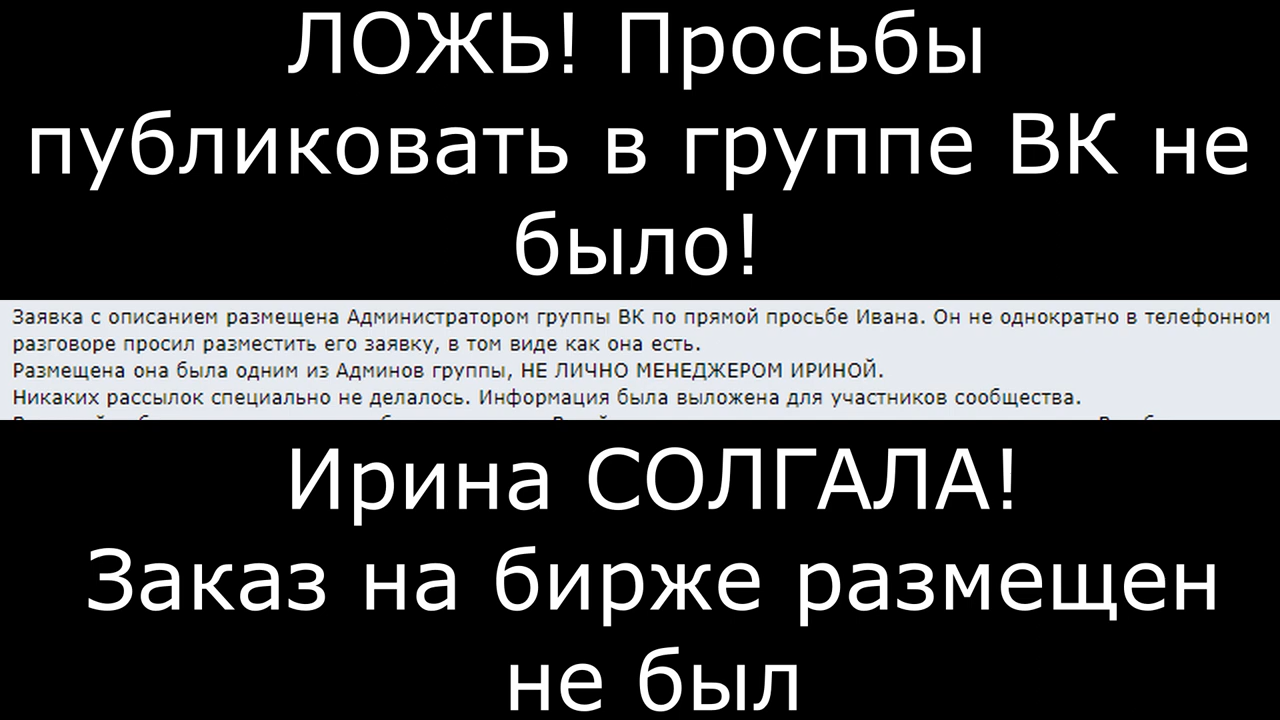 ЛОЖЬ! Просьбы
публиковать в группе ВК не
было!
Заявка с описанием размещена Администратором группы ВК по прямой просьбе Ивана. Он не однократно в телефонном
разговоре просил разместить его заявку, в том виде как она есть.
Размещена она была одним из Админов группы, НЕ ЛИЧНО МЕНЕДЖЕРОМ ИРИНОЙ.
Никаких рассылок специально не делалось. Информация была выложена для участников сообщества.
Ирина СОЛГАЛА!
Заказ на бирже размещен
не был